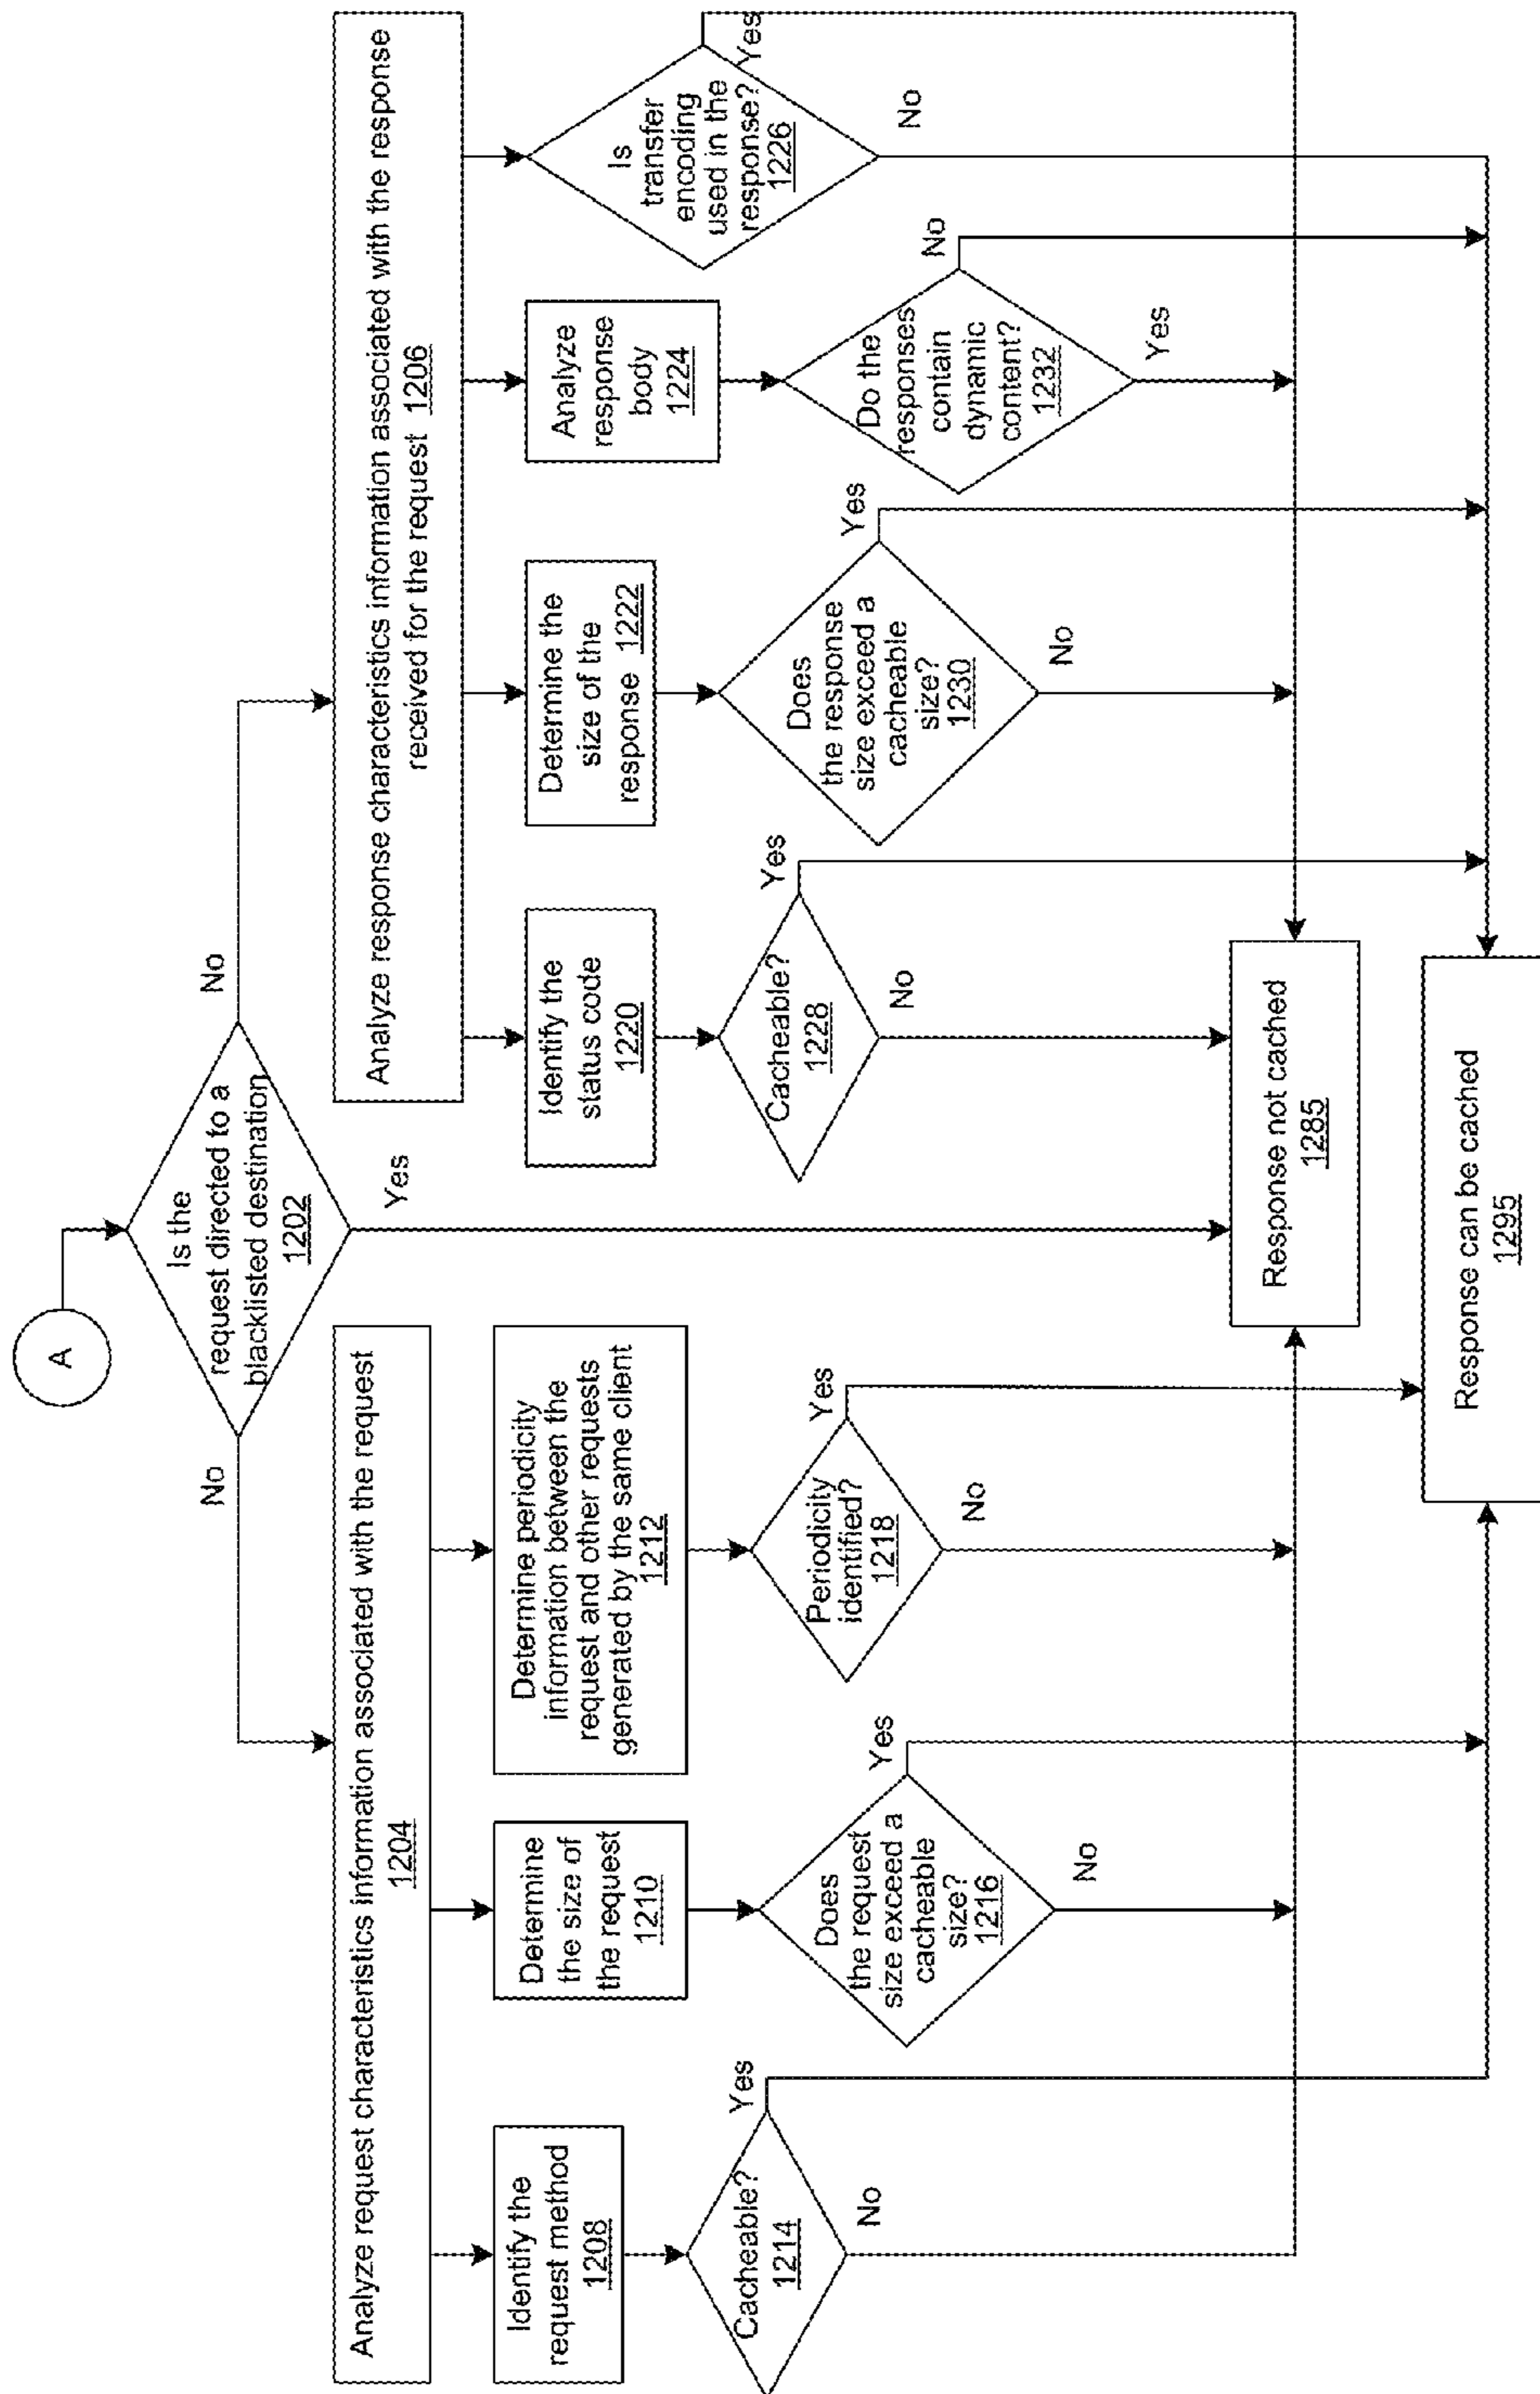 A
Is the
request directed to a
blacklisted destination
1202
No
No
Yes
Analyze request characteristics information associated with the request
1204
Analyze response characteristics information associated with the response
received for the request 1206
Identify the
request method
1208
Determine
the size of
the request
1210
Determine periodicity
information between the
request and other requests
generated by the same client
1212
Identify the
status code
1220
Determine the
size of the
response 1222
Analyze
response
body
1224
Is
transfer
encoding
used in the
response?
1226
Yes
No
Cacheable?
1214
Yes
No
Does
the request
size exceed a
cacheable
size?
1216
Yes
No
Periodicity
identified?
1218
Yes
No
Cacheable?
1228
Yes
No
Does
the response
size exceed a
cacheable
size?
1230
Yes
No
Do the
responses
contain
dynamic
content?
1232
No
Yes
Response not cached
1285
Response can be cached
1295